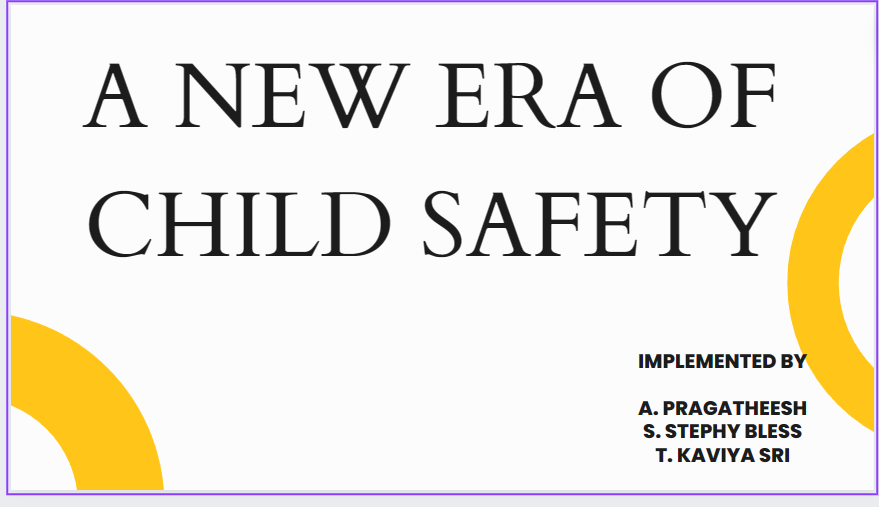 A NEW ERA OF
CHILD SAFETY
IMPLEMENTED BY
A. PRAGATHEESH
S. STEPHY BLESS
T. KAVIYA SRI